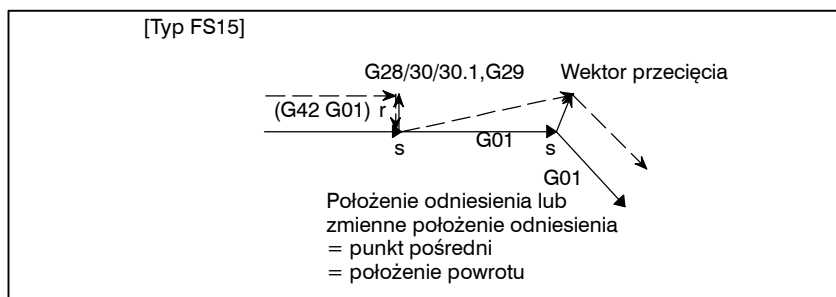 [Typ FS15]
G28/30/30.1,G29
Wektor przecięcia
(G42 G01)
r
s
G01
s
G01
Położenie odniesienia lub
zmienne położenie odniesienia
= punkt pośredni
= położenie powrotu